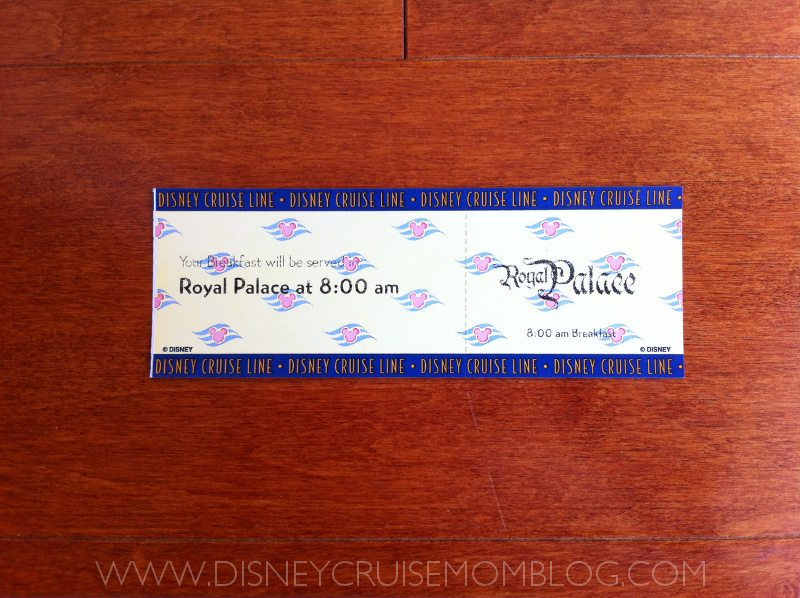 DISNEY CRUISE LINE • DISNEY CRUISE LINE • DISNEY CRUISE LINE • DISNEY CRUISE LINE •
Your Breakfast will be served in
Royal Palace at 8:00 am
Royal Palace
8:00 am Breakfast
© DISNEY
© DISNEY
DISNEY CRUISE LINE • DISNEY CRUISE LINE • DISNEY CRUISE LINE • DISNEY CRUISE LINE •
WWW.DISNEYCRUISEMOMBLOG.COM